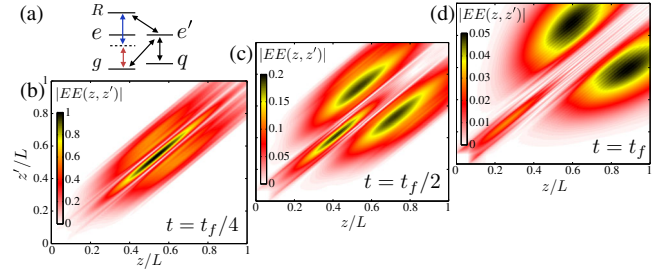 (a)
R
e
e'
g
q
(b)
|EE(z, z')|
1
0.8
0.6
0.4
0.2
0
z'/L
1
0.8
0.6
0.4
0.2
0
0
0.2
0.4
0.6
0.8
1
z/L
t = t_f/4
(c)
|EE(z, z')|
0.2
0.15
0.10
0.05
0
0
0.2
0.4
0.6
0.8
1
z/L
t = t_f/2
(d)
|EE(z, z')|
0.05
0.04
0.03
0.02
0.01
0
0
0.2
0.4
0.6
0.8
1
z/L
t = t_f